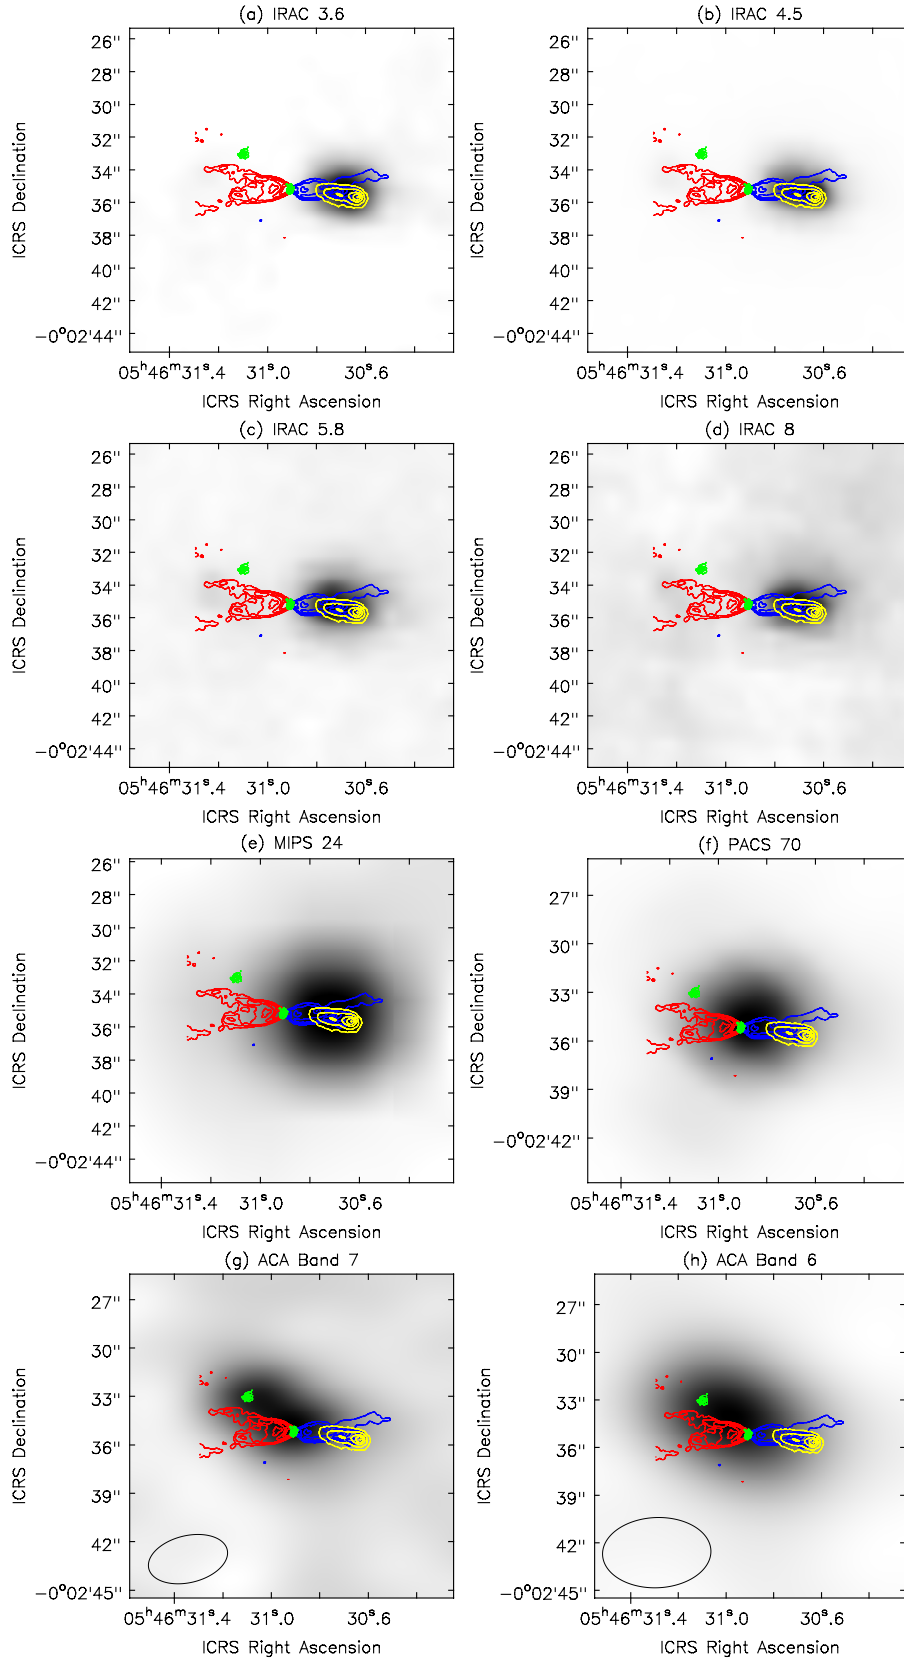 (a) IRAC 3.6
26"
28"
30"
32"
34"
36"
38"
40"
42"
−0°02'44"
ICRS Declination
05ʰ46ᵐ31ˢ.4
31ˢ.0
30ˢ.6
ICRS Right Ascension
(b) IRAC 4.5
26"
28"
30"
32"
34"
36"
38"
40"
42"
−0°02'44"
ICRS Declination
05ʰ46ᵐ31ˢ.4
31ˢ.0
30ˢ.6
ICRS Right Ascension
(c) IRAC 5.8
26"
28"
30"
32"
34"
36"
38"
40"
42"
−0°02'44"
ICRS Declination
05ʰ46ᵐ31ˢ.4
31ˢ.0
30ˢ.6
ICRS Right Ascension
(d) IRAC 8
26"
28"
30"
32"
34"
36"
38"
40"
42"
−0°02'44"
ICRS Declination
05ʰ46ᵐ31ˢ.4
31ˢ.0
30ˢ.6
ICRS Right Ascension
(e) MIPS 24
26"
28"
30"
32"
34"
36"
38"
40"
42"
−0°02'44"
ICRS Declination
05ʰ46ᵐ31ˢ.4
31ˢ.0
30ˢ.6
ICRS Right Ascension
(f) PACS 70
27"
30"
33"
36"
39"
−0°02'42"
ICRS Declination
05ʰ46ᵐ31ˢ.4
31ˢ.0
30ˢ.6
ICRS Right Ascension
(g) ACA Band 7
27"
30"
33"
36"
39"
42"
−0°02'45"
ICRS Declination
05ʰ46ᵐ31ˢ.4
31ˢ.0
30ˢ.6
ICRS Right Ascension
(h) ACA Band 6
27"
30"
33"
36"
39"
42"
−0°02'45"
ICRS Declination
05ʰ46ᵐ31ˢ.4
31ˢ.0
30ˢ.6
ICRS Right Ascension